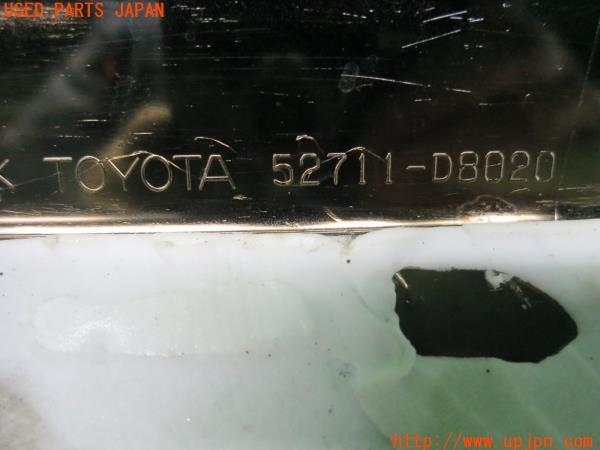 USED PARTS JAPAN
K TOYOTA 52711-D8020
http://www.upjpn.com